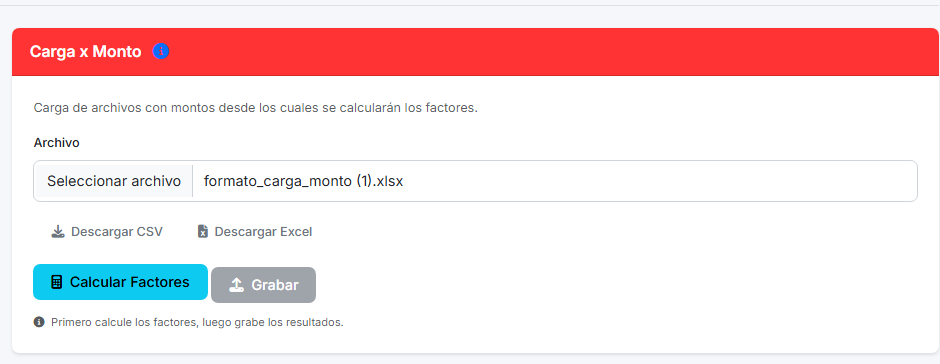 Carga x Monto
Carga de archivos con montos desde los cuales se calcularán los factores.
Archivo
Seleccionar archivo formato_carga_monto (1).xlsx
Descargar CSV Descargar Excel
Calcular Factores Grabar
Primero calcule los factores, luego grabe los resultados.